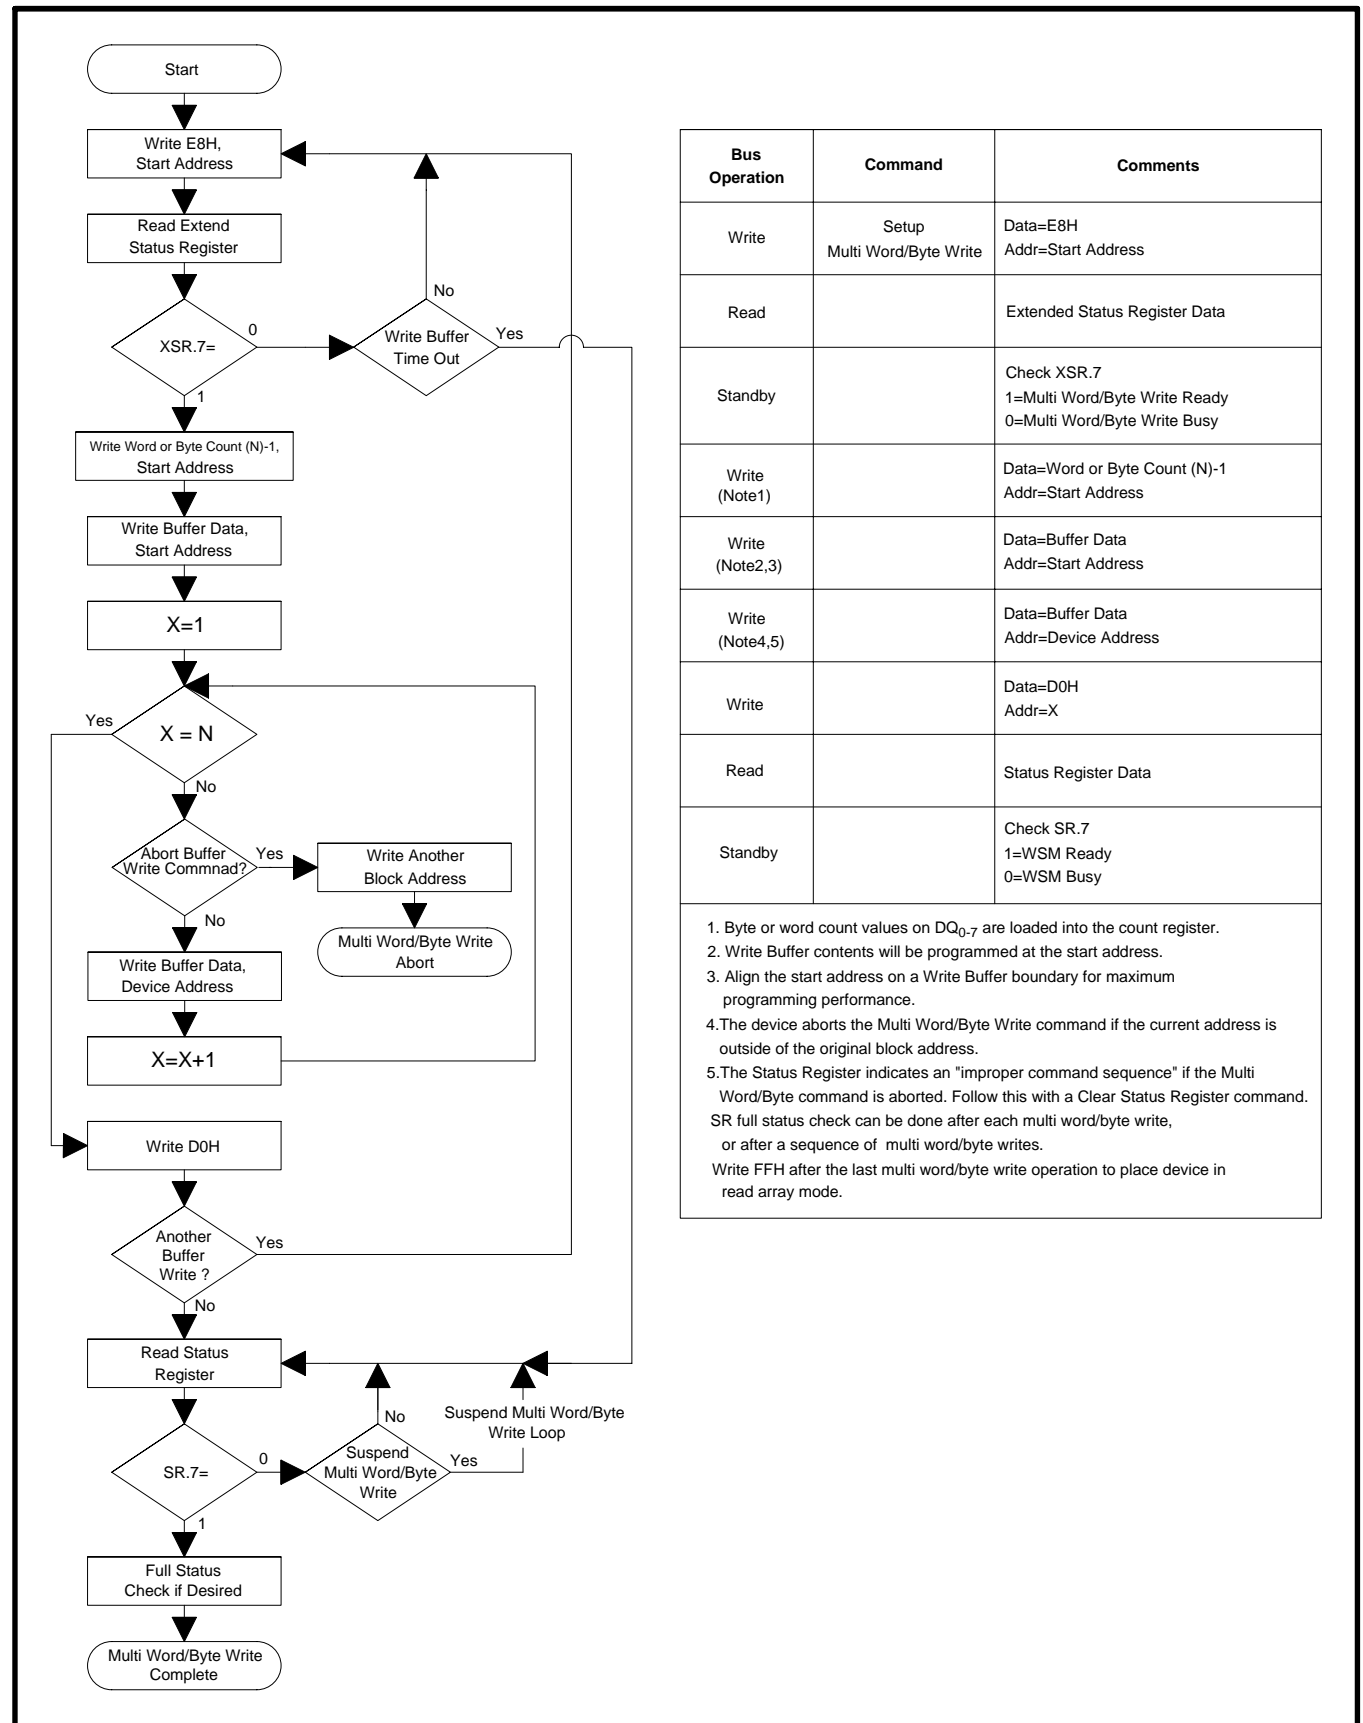 Start
Write E8H,
Start Address
Read Extend
Status Register
No
XSR.7=
0
Write Buffer
Time Out
Yes
1
Write Word or Byte Count (N)-1,
Start Address
Write Buffer Data,
Start Address
X=1
Yes
X = N
No
Abort Buffer
Write Commnad?
Yes
Write Another
Block Address
No
Multi Word/Byte Write
Abort
Write Buffer Data,
Device Address
X=X+1
Write D0H
Another
Buffer
Write ?
Yes
No
Read Status
Register
No
Suspend Multi Word/Byte
Write Loop
SR.7=
0
Suspend
Multi Word/Byte
Write
Yes
1
Full Status
Check if Desired
Multi Word/Byte Write
Complete
Bus
Operation
Command
Comments
Write
Setup
Multi Word/Byte Write
Data=E8H
Addr=Start Address
Read
Extended Status Register Data
Standby
Check XSR.7
1=Multi Word/Byte Write Ready
0=Multi Word/Byte Write Busy
Write
(Note1)
Data=Word or Byte Count (N)-1
Addr=Start Address
Write
(Note2,3)
Data=Buffer Data
Addr=Start Address
Write
(Note4,5)
Data=Buffer Data
Addr=Device Address
Write
Data=D0H
Addr=X
Read
Status Register Data
Standby
Check SR.7
1=WSM Ready
0=WSM Busy
1. Byte or word count values on DQ0-7 are loaded into the count register.
2. Write Buffer contents will be programmed at the start address.
3. Align the start address on a Write Buffer boundary for maximum
programming performance.
4.The device aborts the Multi Word/Byte Write command if the current address is
outside of the original block address.
5.The Status Register indicates an "improper command sequence" if the Multi
Word/Byte command is aborted. Follow this with a Clear Status Register command.
SR full status check can be done after each multi word/byte write,
or after a sequence of multi word/byte writes.
Write FFH after the last multi word/byte write operation to place device in
read array mode.